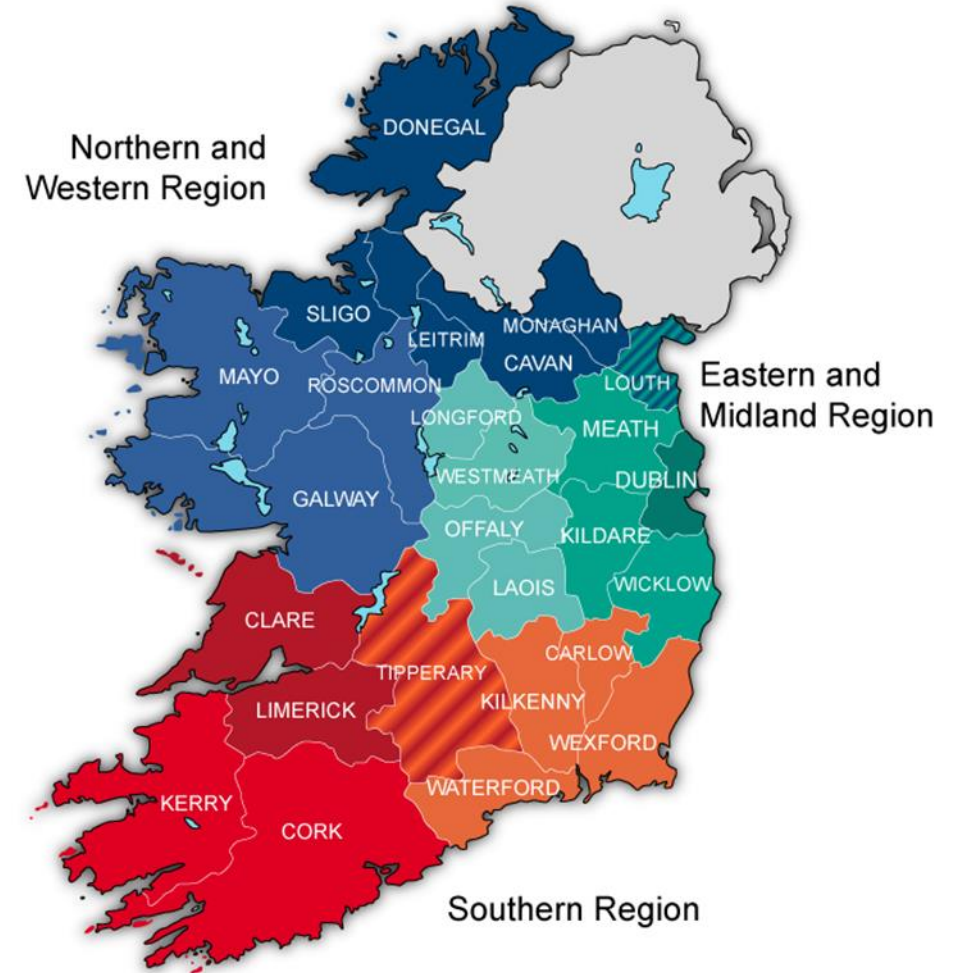 DONEGAL
Northern and
Western Region
SLIGO
LEITRIM
MONAGHAN
CAVAN
MAYO
ROSCOMMON
LOUTH
Eastern and
Midland Region
LONGFORD
MEATH
WESTMEATH
DUBLIN
GALWAY
OFFALY
KILDARE
LAOIS
WICKLOW
CLARE
CARLOW
TIPPERARY
KILKENNY
LIMERICK
WEXFORD
WATERFORD
KERRY
CORK
Southern Region